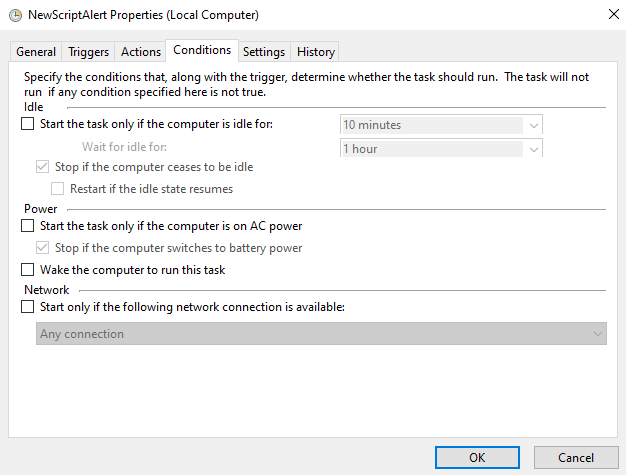 NewScriptAlert Properties (Local Computer)
General Triggers Actions Conditions Settings History
Specify the conditions that, along with the trigger, determine whether the task should run. The task will not
run if any condition specified here is not true.
Idle
Start the task only if the computer is idle for: 10 minutes
Wait for idle for: 1 hour
Stop if the computer ceases to be idle
Restart if the idle state resumes
Power
Start the task only if the computer is on AC power
Stop if the computer switches to battery power
Wake the computer to run this task
Network
Start only if the following network connection is available:
Any connection
OK Cancel